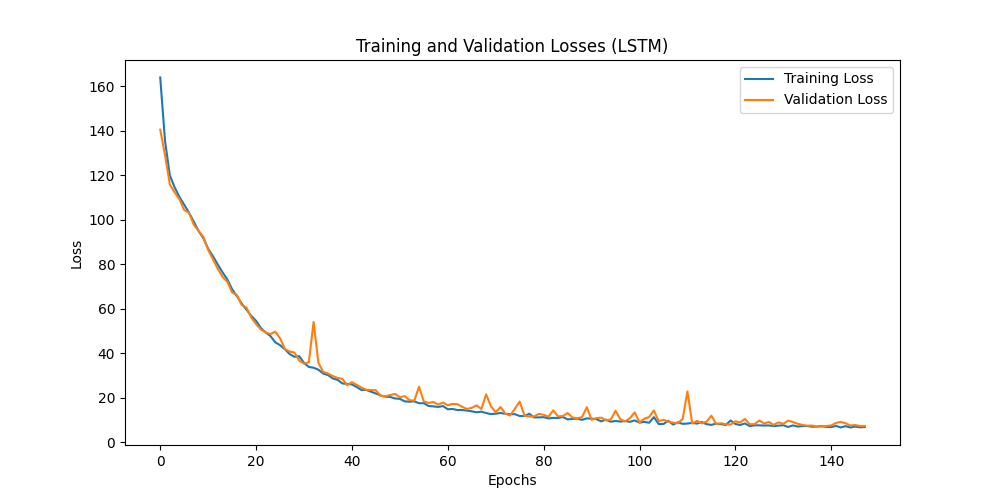 Training and Validation Losses (LSTM)
Training Loss
Validation Loss
160
140
120
100
80
60
40
20
0
Loss
0 20 40 60 80 100 120 140
Epochs